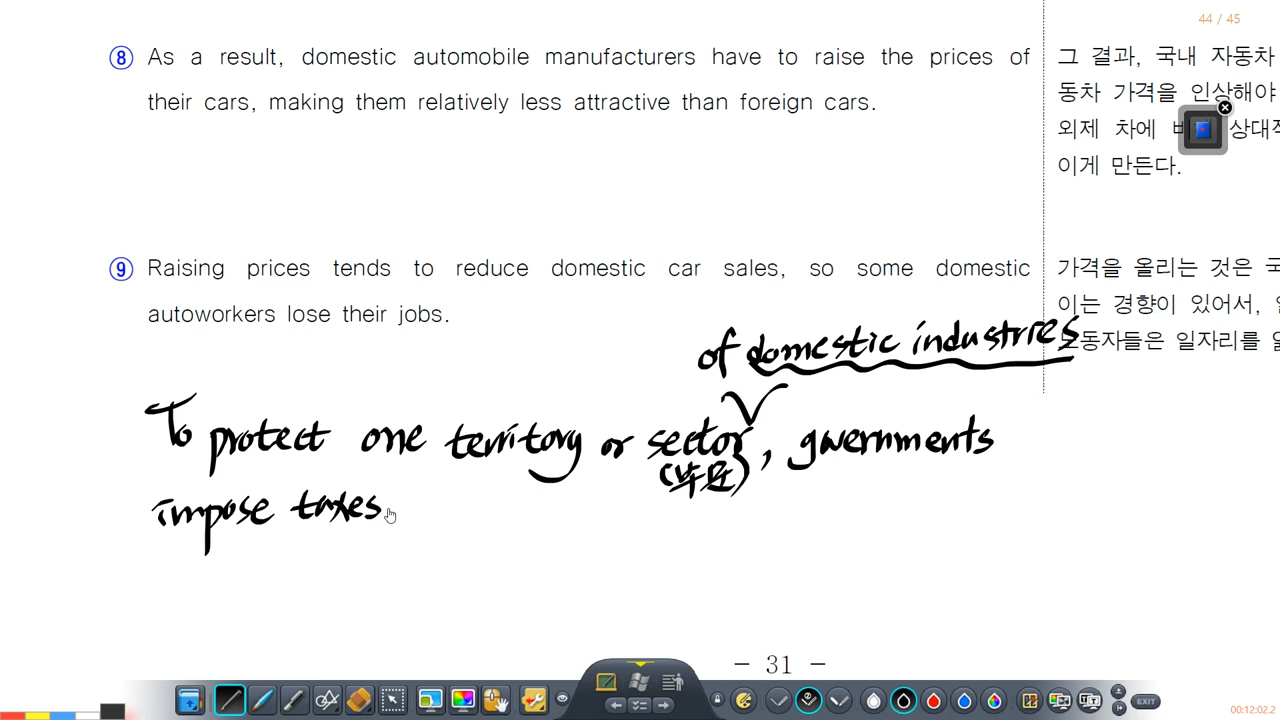 44 / 45
⑧ As a result, domestic automobile manufacturers have to raise the prices of
their cars, making them relatively less attractive than foreign cars.
그 결과, 국내 자동차
동차 가격을 인상해야
외제 차에 상대적
이게 만든다.
⑨ Raising prices tends to reduce domestic car sales, so some domestic
autoworkers lose their jobs.
가격을 올리는 것은
이는 경향이 있어서,
노동자들은 일자리를
of domestic industries
To protect one territory or sector, governments
(부문)
impose taxes
- 31 -
EXIT
00:12:02.2